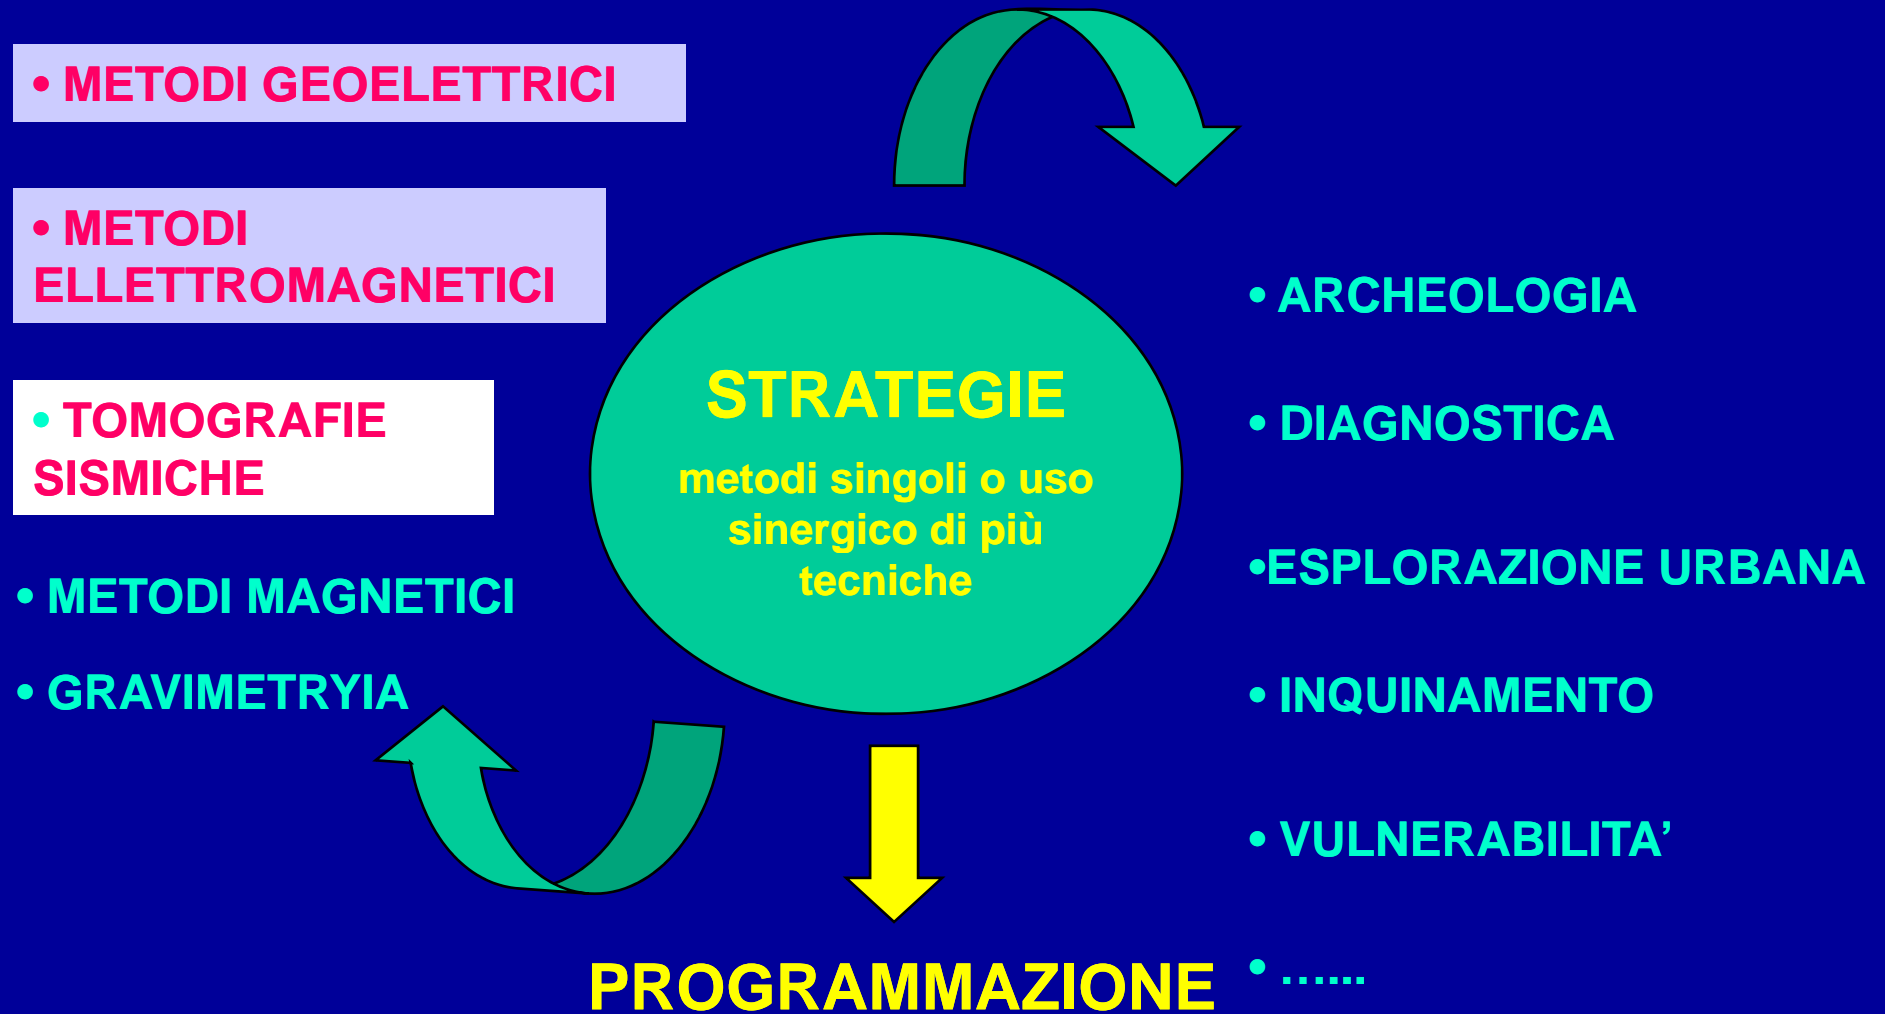 • METODI GEOELETTRICI
• METODI
ELLETTROMAGNETICI
• TOMOGRAFIE
SISMICHE
• METODI MAGNETICI
• GRAVIMETRYIA
STRATEGIE
metodi singoli o uso
sinergico di più
tecniche
PROGRAMMAZIONE
• ARCHEOLOGIA
• DIAGNOSTICA
•ESPLORAZIONE URBANA
• INQUINAMENTO
• VULNERABILITA’
• …...